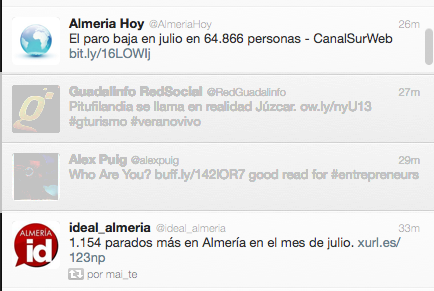 Almeria Hoy @AlmeriaHoy 26m
El paro baja en julio en 64.866 personas - CanalSurWeb
bit.ly/16LOWIj
Guadalinfo RedSocial @RedGuadalinfo 27m
Pitufilandia se llama en realidad Júzcar. ow.ly/nyU13
#gturismo #veranovivo
Alex Puig @alexpuig 29m
Who Are You? buff.ly/142IOR7 good read for #entrepreneurs
ideal_almeria @ideal_almeria 33m
ALMERÍA
id
1.154 parados más en Almería en el mes de julio. xurl.es/
123np
por mai_te